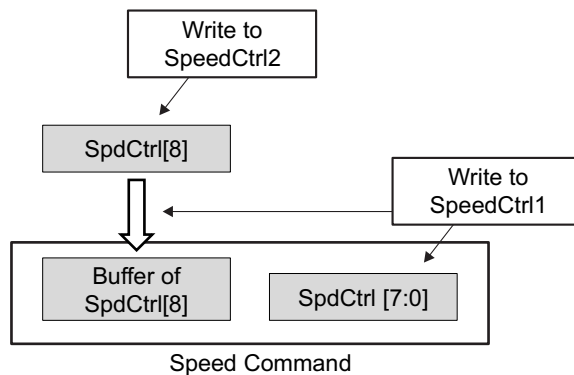 Write to
SpeedCtrl2
SpdCtrl[8]
Write to
SpeedCtrl1
Buffer of
SpdCtrl[8]
SpdCtrl [7:0]
Speed Command